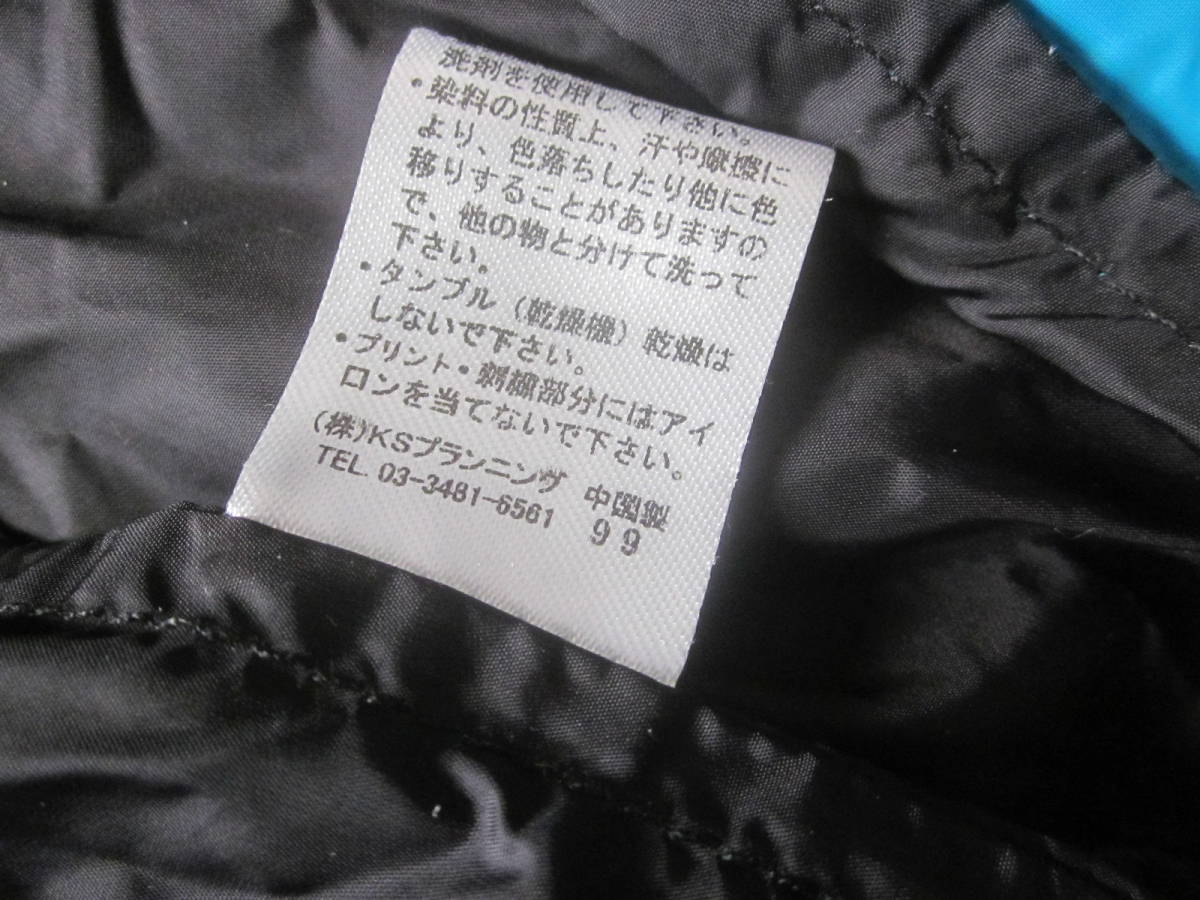 洗剤を使用して下さい。
・染料の性質上、汗や摩擦に
より、色落ちしたり他に色
移りすることがありますの
で、他の物と分けて洗って
下さい。
・タンブル（乾燥機）乾燥は
しないで下さい。
・プリント・刺繍部分にはアイ
ロンを当てないで下さい。
(株)KSプランニング 中国製
TEL. 03-3481-6561 99